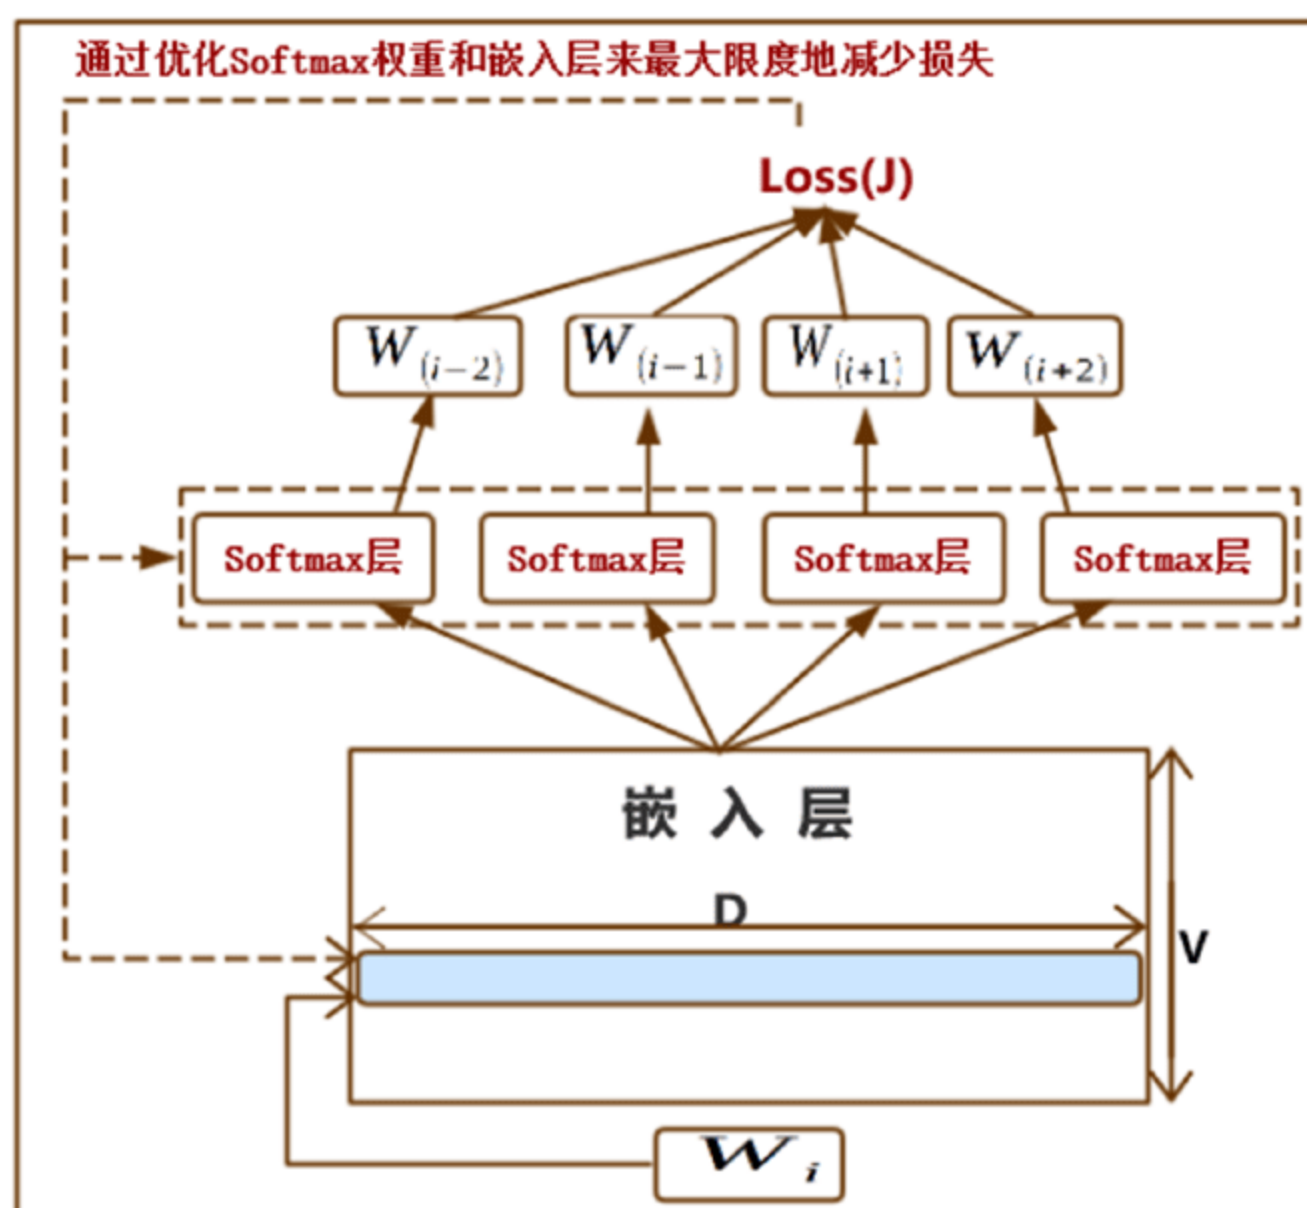 通过优化Softmax权重和嵌入层来最大限度地减少损失
Loss(J)
W(i-2) W(i-1) W(i+1) W(i+2)
Softmax层 Softmax层 Softmax层 Softmax层
嵌 入 层
D
V
W i